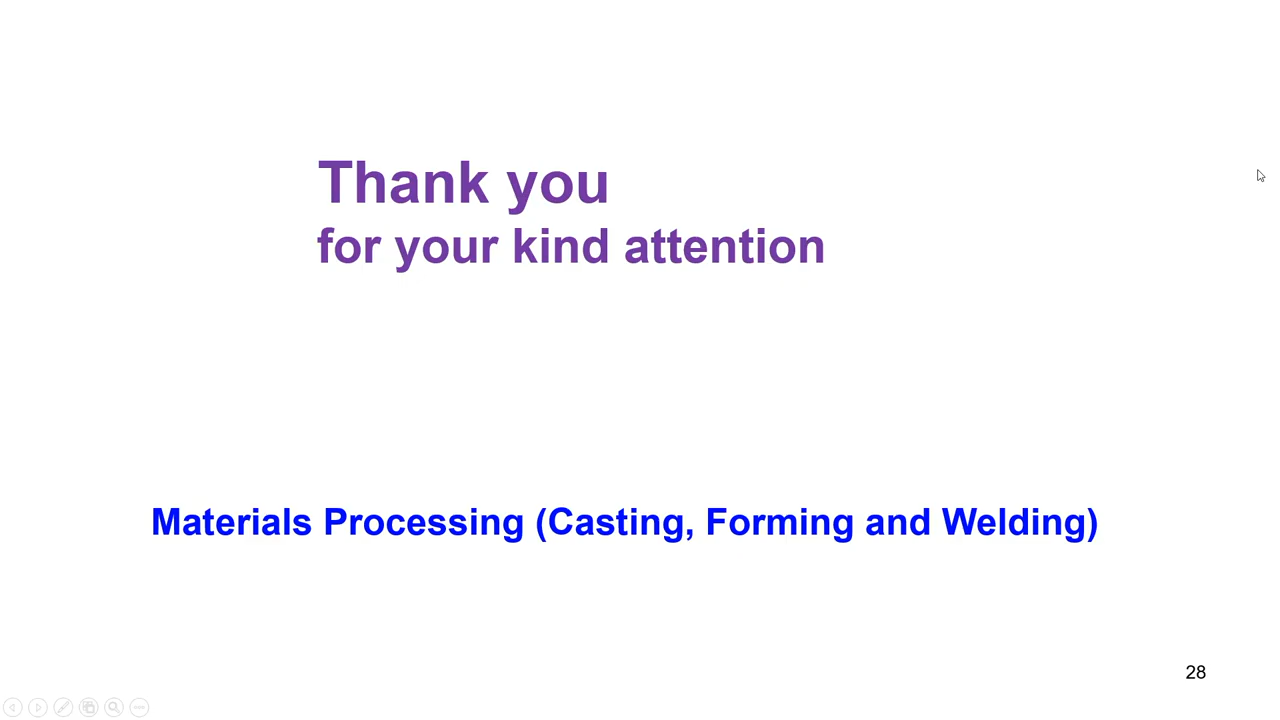 Thank you
for your kind attention
Materials Processing (Casting, Forming and Welding)
28